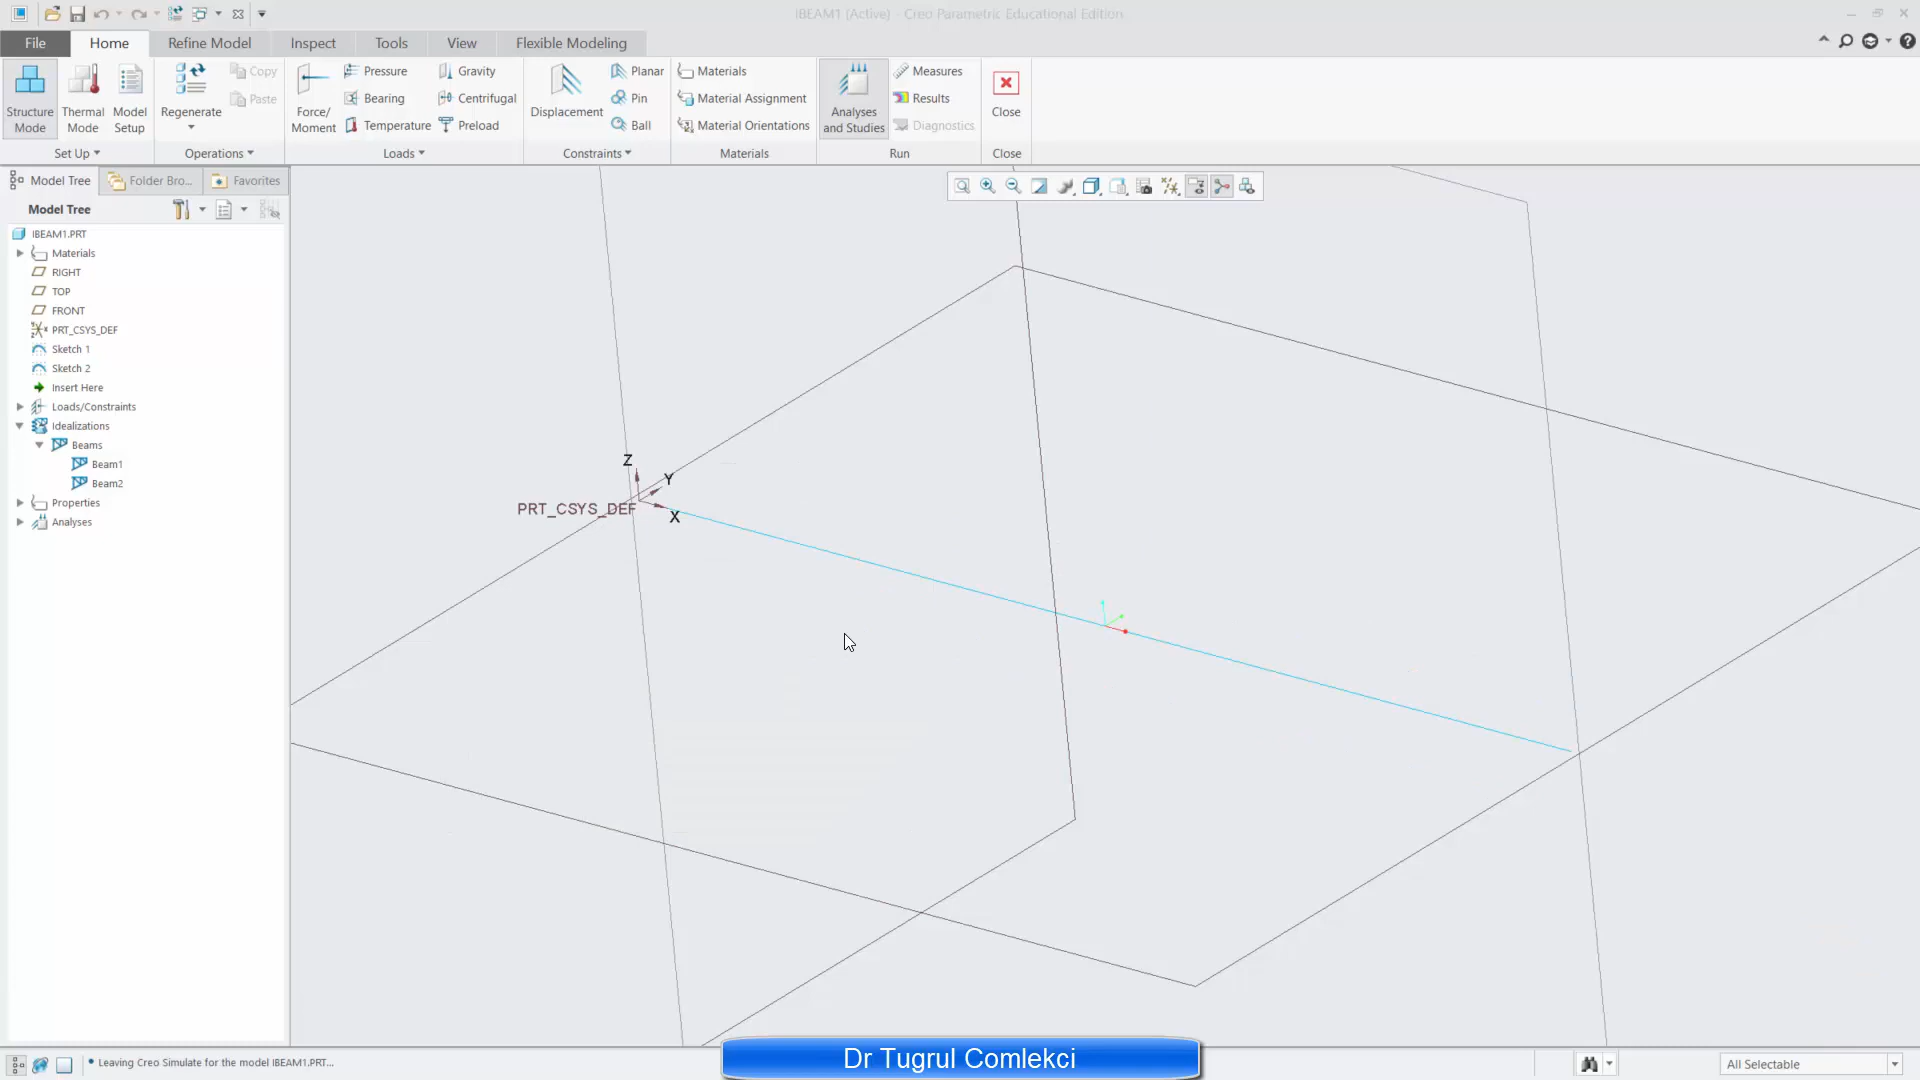 IBEAM1 (Active) - Creo Parametric Educational Edition
File
Home
Refine Model
Inspect
Tools
View
Flexible Modeling
Structure
Mode
Thermal
Mode
Model
Setup
Set Up
Regenerate
Copy
Paste
Operations
Force/
Moment
Pressure
Bearing
Temperature
Gravity
Centrifugal
Preload
Loads
Displacement
Planar
Pin
Ball
Constraints
Materials
Material Assignment
Material Orientations
Materials
Analyses
and Studies
Measures
Results
Diagnostics
Run
Close
Close
Model Tree
Folder Bro...
Favorites
Model Tree
IBEAM1.PRT
Materials
RIGHT
TOP
FRONT
PRT_CSYS_DEF
Sketch 1
Sketch 2
Insert Here
Loads/Constraints
Idealizations
Beams
Beam1
Beam2
Properties
Analyses
Z
Y
PRT_CSYS_DEF
X
Leaving Creo Simulate for the model IBEAM1.PRT...
Dr Tugrul Comlekci
All Selectable